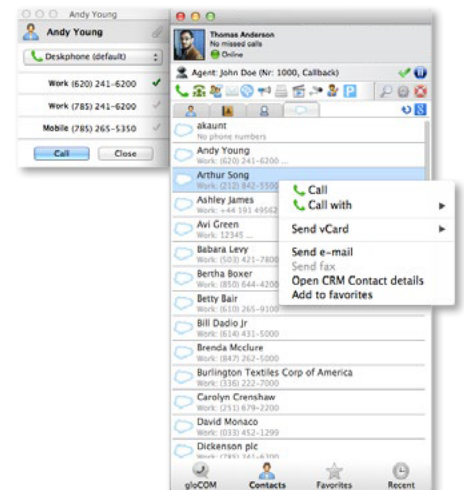 Andy Young
Andy Young
Deskphone (default)
Work (620) 241-6200
Work (785) 241-6200
Mobile (785) 265-5350
Call
Close
Thomas Anderson
No missed calls
Online
Agent: John Doe (Nr: 1000, Callback)
akaunt
No phone numbers
Andy Young
Work: (620) 241-6200 ...
Arthur Song
Work: (212) 842-5500
Ashley James
Work: +44 191 49562
Avi Green
Work: 12345 ...
Babara Levy
Work: (503) 421-7800
Bertha Boxer
Work: (850) 644-4200
Betty Bair
Work: (610) 265-9100
Bill Dadio Jr
Work: (614) 431-5000
Brenda Mcclure
Work: (847) 262-5000
Burlington Textiles Corp of America
Work: (336) 222-7000
Carolyn Crenshaw
Work: (251) 679-2200
David Monaco
Work: (033) 452-1299
Dickenson plc
Work: (785) 241-6200
Call
Call with
Send vCard
Send e-mail
Send fax
Open CRM Contact details
Add to favorites
gloCOM
Contacts
Favorites
Recent